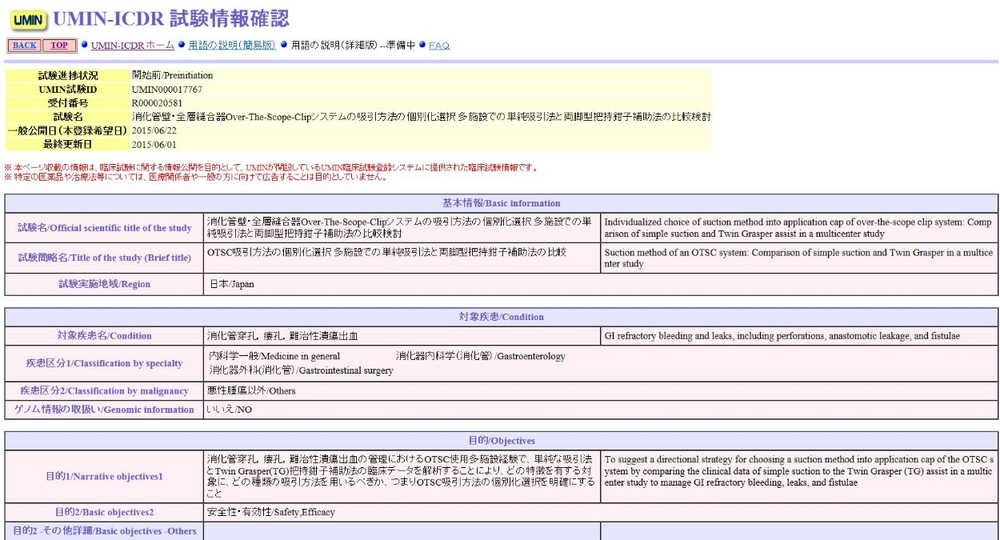 UMIN UMIN-ICDR 試験情報確認
BACK TOP UMIN-ICDRホーム 用語の説明(簡易版) 用語の説明(詳細版)--準備中 FAQ
試験進捗状況 開始前/Preinitiation
UMIN試験ID UMIN000017767
受付番号 R000020581
試験名 消化管壁・全層縫合器Over-The-Scope-Clipシステムの吸引方法の個別化選択 多施設での単純吸引法と両脚型把持鉗子補助法の比較検討
一般公開日(本登録希望日) 2015/06/22
最終更新日 2015/06/01
※ 本ページ収載の情報は、臨床試験に関する情報公開を目的として、UMINが開設しているUMIN臨床試験登録システムに提供された臨床試験情報です。
※ 特定の医薬品や治療法等については、医療関係者や一般の方に向けて広告することは目的としていません。
基本情報/Basic information
試験名/Official scientific title of the study
消化管壁・全層縫合器Over-The-Scope-Clipシステムの吸引方法の個別化選択 多施設での単
純吸引法と両脚型把持鉗子補助法の比較検討
Individualized choice of suction method into application cap of over-the-scope clip system: Comp
arison of simple suction and Twin Grasper assist in a multicenter study
試験簡略名/Title of the study (Brief title)
OTSC吸引方法の個別化選択 多施設での単純吸引法と両脚型把持鉗子補助法の比較
Suction method of an OTSC system: Comparison of simple suction and Twin Grasper in a multice
nter study
試験実施地域/Region
日本/Japan
対象疾患/Condition
対象疾患名/Condition
消化管穿孔, 瘻孔, 難治性潰瘍出血
GI refractory bleeding and leaks, including perforations, anastomotic leakage, and fistulae
疾患区分1/Classification by specialty
内科学一般/Medicine in general 消化器内科学(消化管)/Gastroenterology
消化器外科(消化管)/Gastrointestinal surgery
疾患区分2/Classification by malignancy
悪性腫瘍以外/Others
ゲノム情報の取扱い/Genomic information
いいえ/NO
目的/Objectives
目的1/Narrative objectives1
消化管穿孔, 瘻孔, 難治性潰瘍出血の管理におけるOTSC使用多施設経験で、単純な吸引法
とTwin Grasper(TG)把持鉗子補助法の臨床データを解析することにより、どの特徴を有する対
象に、どの種類の吸引方法を用いるべきか、つまりOTSC吸引方法の個別化選択を明確にする
こと
To suggest a directional strategy for choosing a suction method into application cap of the OTSC s
ystem by comparing the clinical data of simple suction to the Twin Grasper (TG) assist in a multic
enter study to manage GI refractory bleeding, leaks, and fistulae
目的2/Basic objectives2
安全性・有効性/Safety,Efficacy
目的2 -その他詳細/Basic objectives -Others